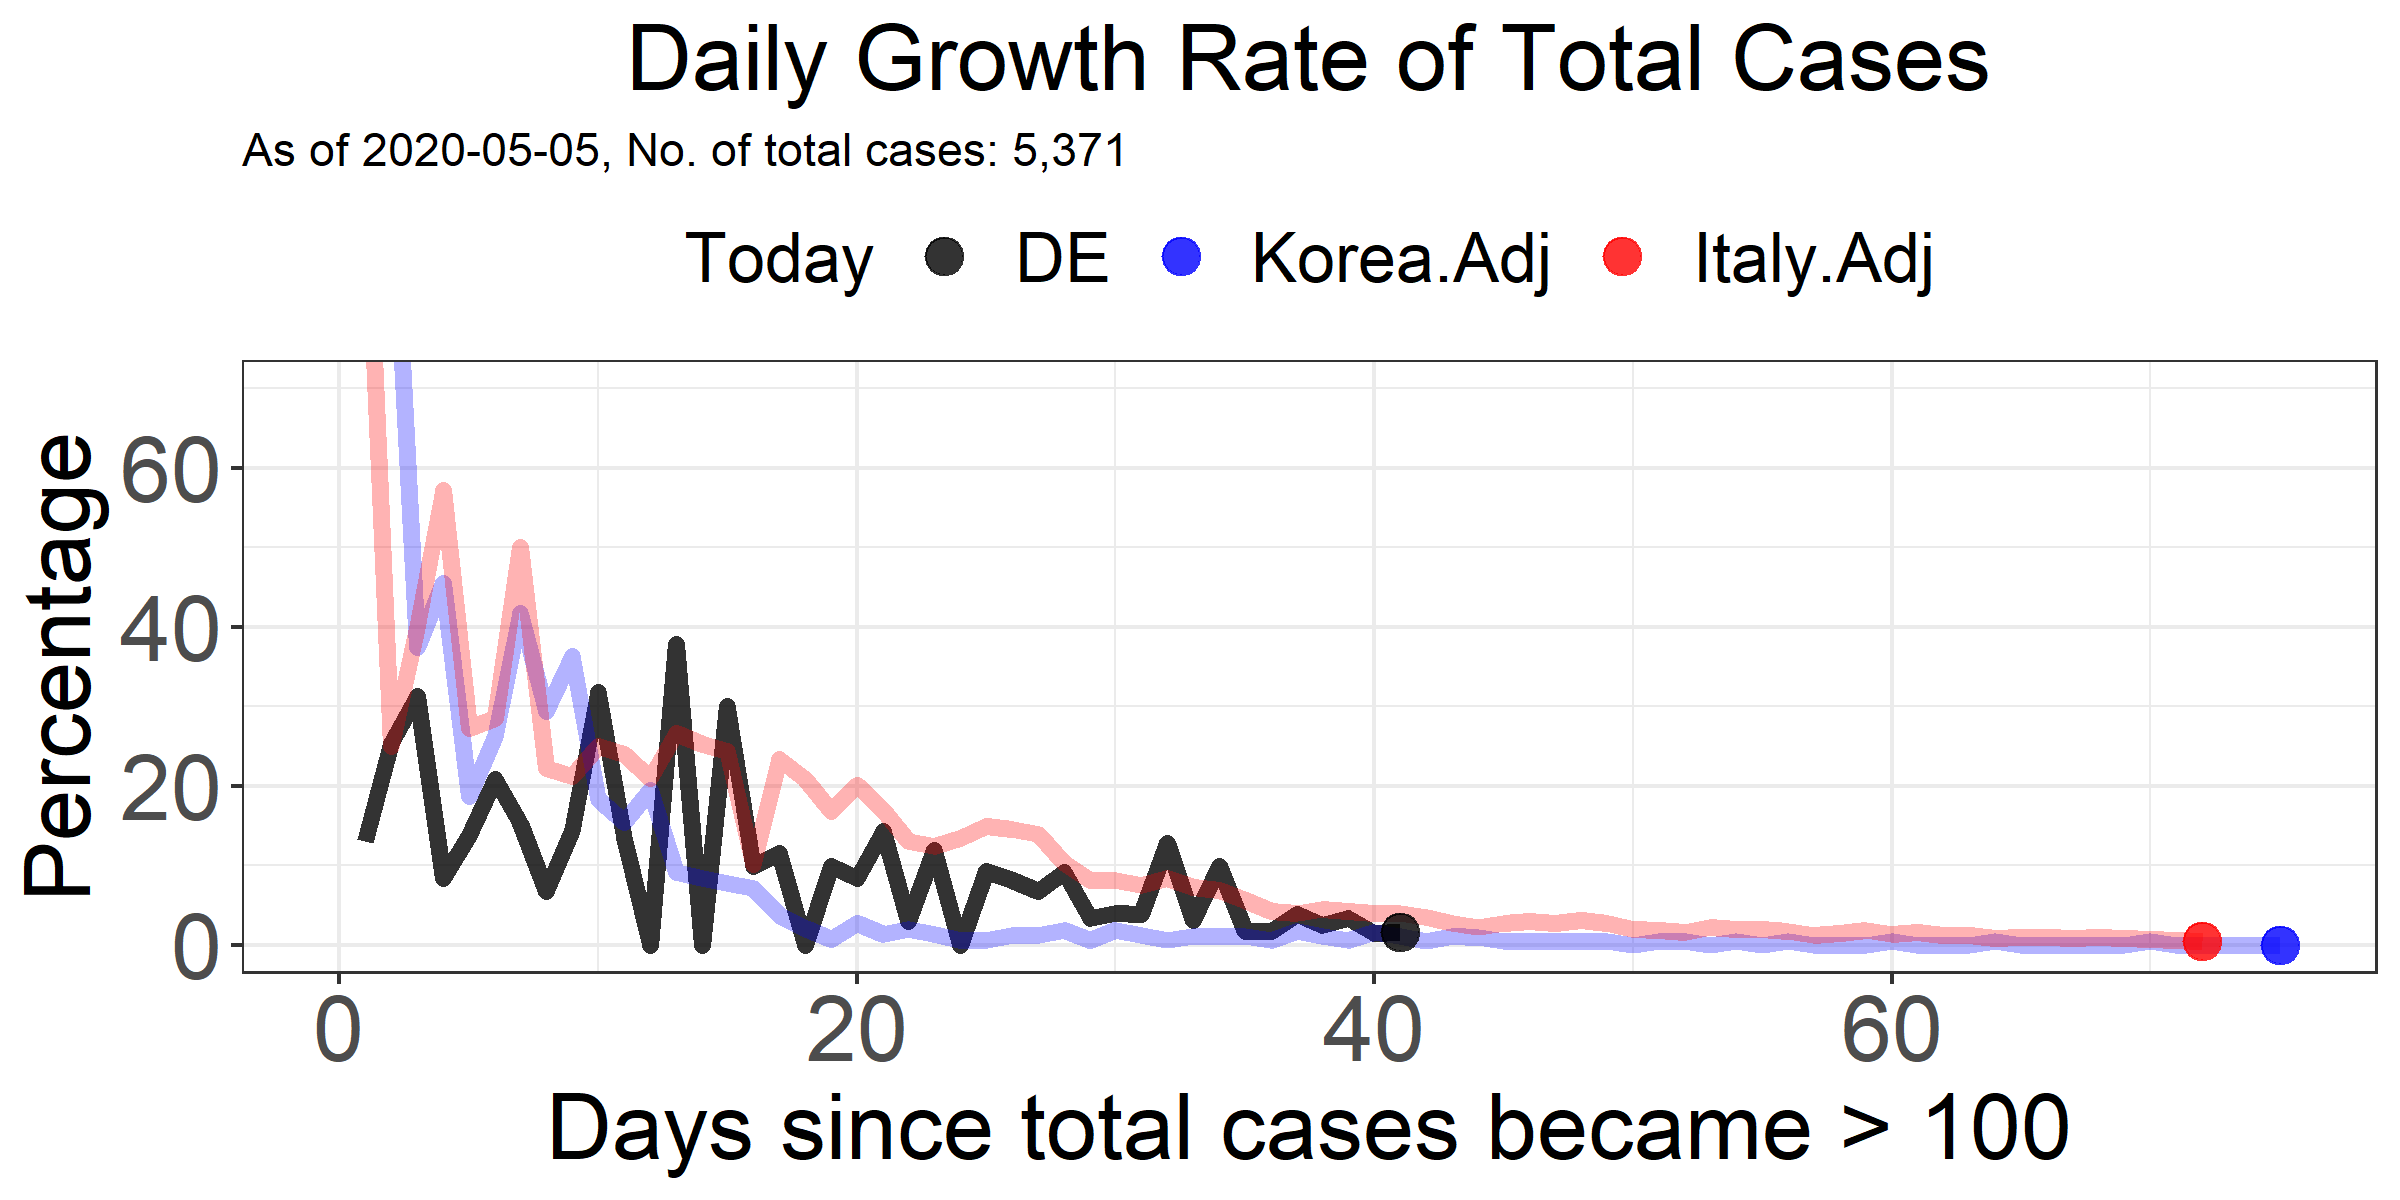 Daily Growth Rate of Total Cases
As of 2020-05-05, No. of total cases: 5,371
Today DE Korea.Adj Italy.Adj
Percentage
60
40
20
0
0 20 40 60
Days since total cases became > 100